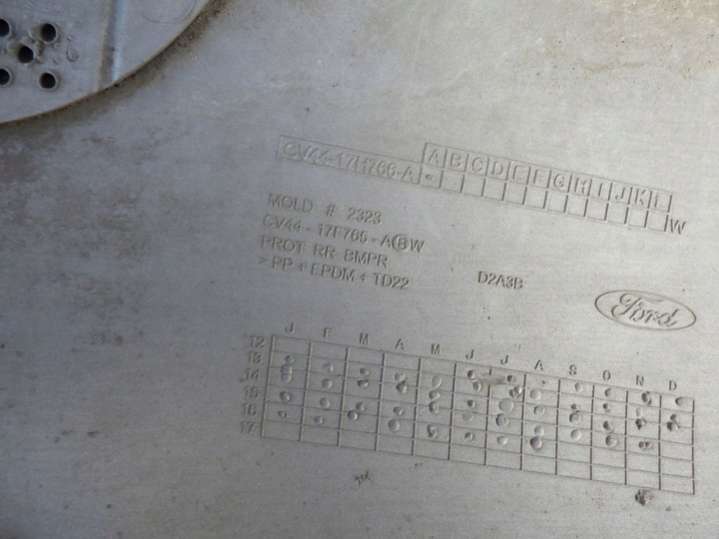 A B C D E F G H I J K L
CV44-17H766-A W
MOLD # 2323
CV44 - 17F765 - A B W
PROT RR BMPR
> PP + EPDM + TD22
D2A3B
Ford
J F M A M J J A S O N D
12
13
14
15
16
17